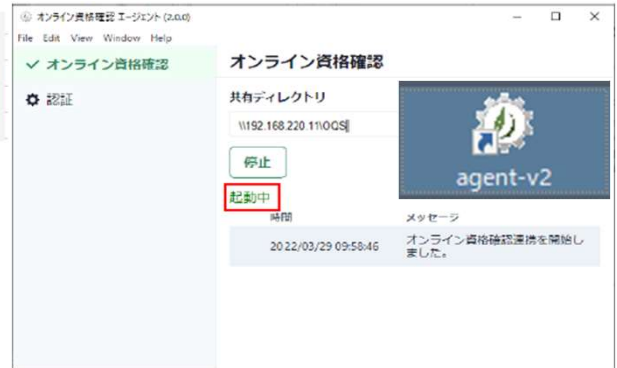 オンライン資格確認 エージェント (2.0.0)
File Edit View Window Help
オンライン資格確認
認証
オンライン資格確認
共有ディレクトリ
\\192.168.220.11\OQS
停止
起動中
時間
メッセージ
2022/03/29 09:58:46
オンライン資格確認連携を開始し
ました。
agent-v2